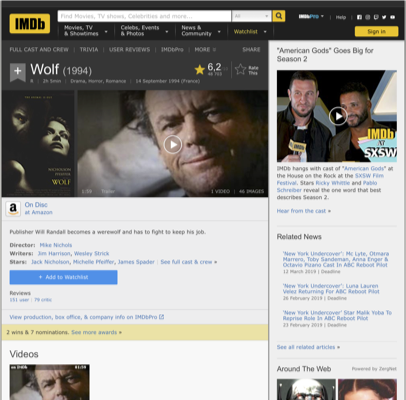 IMDb
Find Movies, TV shows, Celebrities and more...
All
IMDbPro
Help
Movies, TV
& Showtimes
Celebs, Events
& Photos
News &
Community
Watchlist
Sign in
FULL CAST AND CREW | TRIVIA | USER REVIEWS | IMDbPro | MORE
SHARE
Wolf (1994)
6,2
Rate
This
2h 5min | Drama, Horror, Romance | 14 September 1994 (France)
WOLF
1:59 Trailer
1 VIDEO | 46 IMAGES
On Disc
at Amazon
Publisher Will Randall becomes a werewolf and has to fight to keep his job.
Director: Mike Nichols
Writers: Jim Harrison, Wesley Strick
Stars: Jack Nicholson, Michelle Pfeiffer, James Spader | See full cast & crew »
+ Add to Watchlist
Reviews
151 user | 79 critic
View production, box office, & company info on IMDbPro
2 wins & 7 nominations. See more awards »
Videos
"American Gods" Goes Big for
Season 2
IMDb
SXSW
IMDb hangs with cast of "American Gods" at
the House on the Rock at the SXSW Film
Festival. Stars Ricky Whittle and Pablo
Schreiber reveal the one word that best
describes Season 2.
Hear from the cast »
Related News
'New York Undercover': Mc Lyte, Otmara
Marrero, Toby Sandeman, Anna Enger &
Octavio Pizano Cast In ABC Reboot Pilot
12 March 2019 | Deadline
'New York Undercover': Luna Lauren
Velez Returning For ABC Reboot Pilot
26 February 2019 | Deadline
'New York Undercover' Star Malik Yoba To
Reprise Role In ABC Reboot Pilot
23 February 2019 | Deadline
See all related articles »
Around The Web
Powered by ZergNet